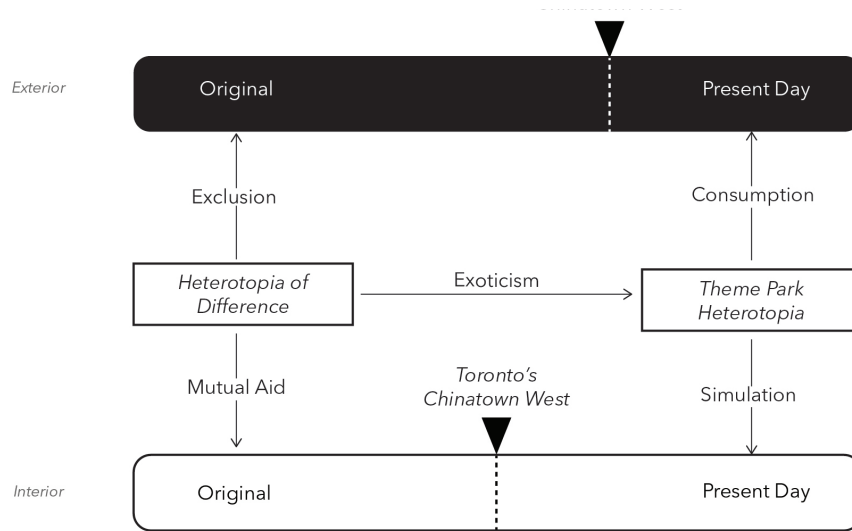 Exterior
Original
Present Day
Exclusion
Consumption
Heterotopia of
Difference
Exoticism
Theme Park
Heterotopia
Mutual Aid
Toronto's
Chinatown West
Simulation
Interior
Original
Present Day